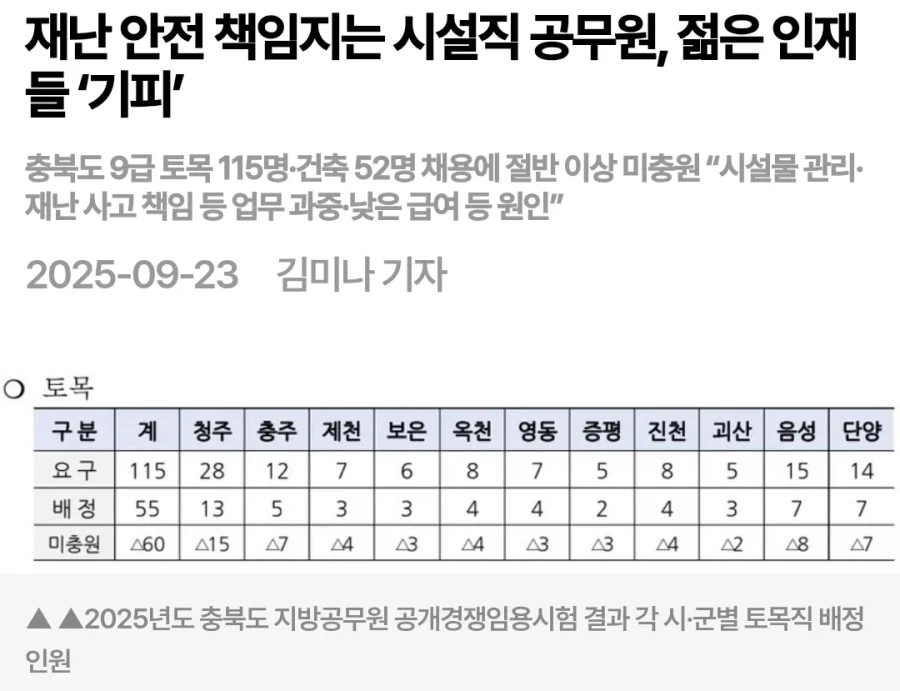 재난 안전 책임지는 시설직 공무원, 젊은 인재
들 ‘기피’
충북도 9급 토목 115명·건축 52명 채용에 절반 이상 미충원 “시설물 관리·
재난 사고 책임 등 업무 과중·낮은 급여 등 원인”
2025-09-23 김미나 기자
❍ 토목
구 분 계 청주 충주 제천 보은 옥천 영동 증평 진천 괴산 음성 단양
요 구 115 28 12 7 6 8 7 5 8 5 15 14
배 정 55 13 5 3 3 4 4 2 4 3 7 7
미충원 △60 △15 △7 △4 △3 △4 △3 △3 △4 △2 △8 △7
▲ ▲2025년도 충북도 지방공무원 공개경쟁임용시험 결과 각 시·군별 토목직 배정
인원